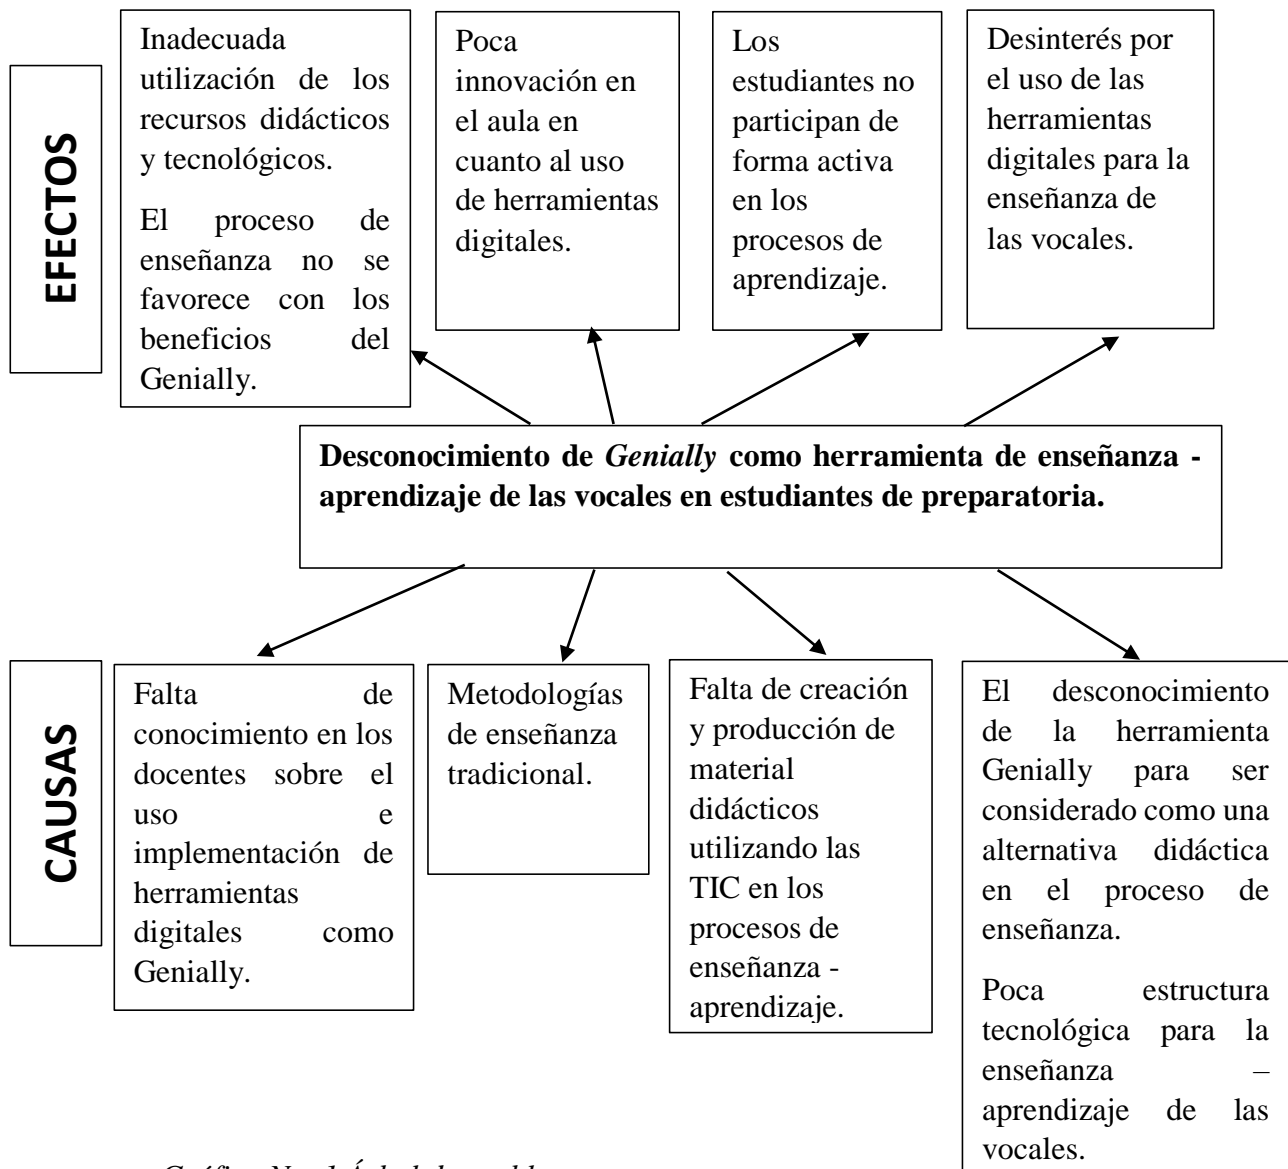 EFECTOS
Inadecuada
utilización de los
recursos didácticos
y tecnológicos.
El proceso de
enseñanza no se
favorece con los
beneficios del
Genially.
Poca
innovación en
el aula en
cuanto al uso
de herramientas
digitales.
Los
estudiantes no
participan de
forma activa
en los
procesos de
aprendizaje.
Desinterés por
el uso de las
herramientas
digitales para la
enseñanza de
las vocales.
Desconocimiento de Genially como herramienta de enseñanza -
aprendizaje de las vocales en estudiantes de preparatoria.
CAUSAS
Falta de
conocimiento en los
docentes sobre el
uso e
implementación de
herramientas
digitales como
Genially.
Metodologías
de enseñanza
tradicional.
Falta de creación
y producción de
material
didácticos
utilizando las
TIC en los
procesos de
enseñanza -
aprendizaje.
El desconocimiento
de la herramienta
Genially para ser
considerado como una
alternativa didáctica
en el proceso de
enseñanza.
Poca estructura
tecnológica para la
enseñanza –
aprendizaje de las
vocales.